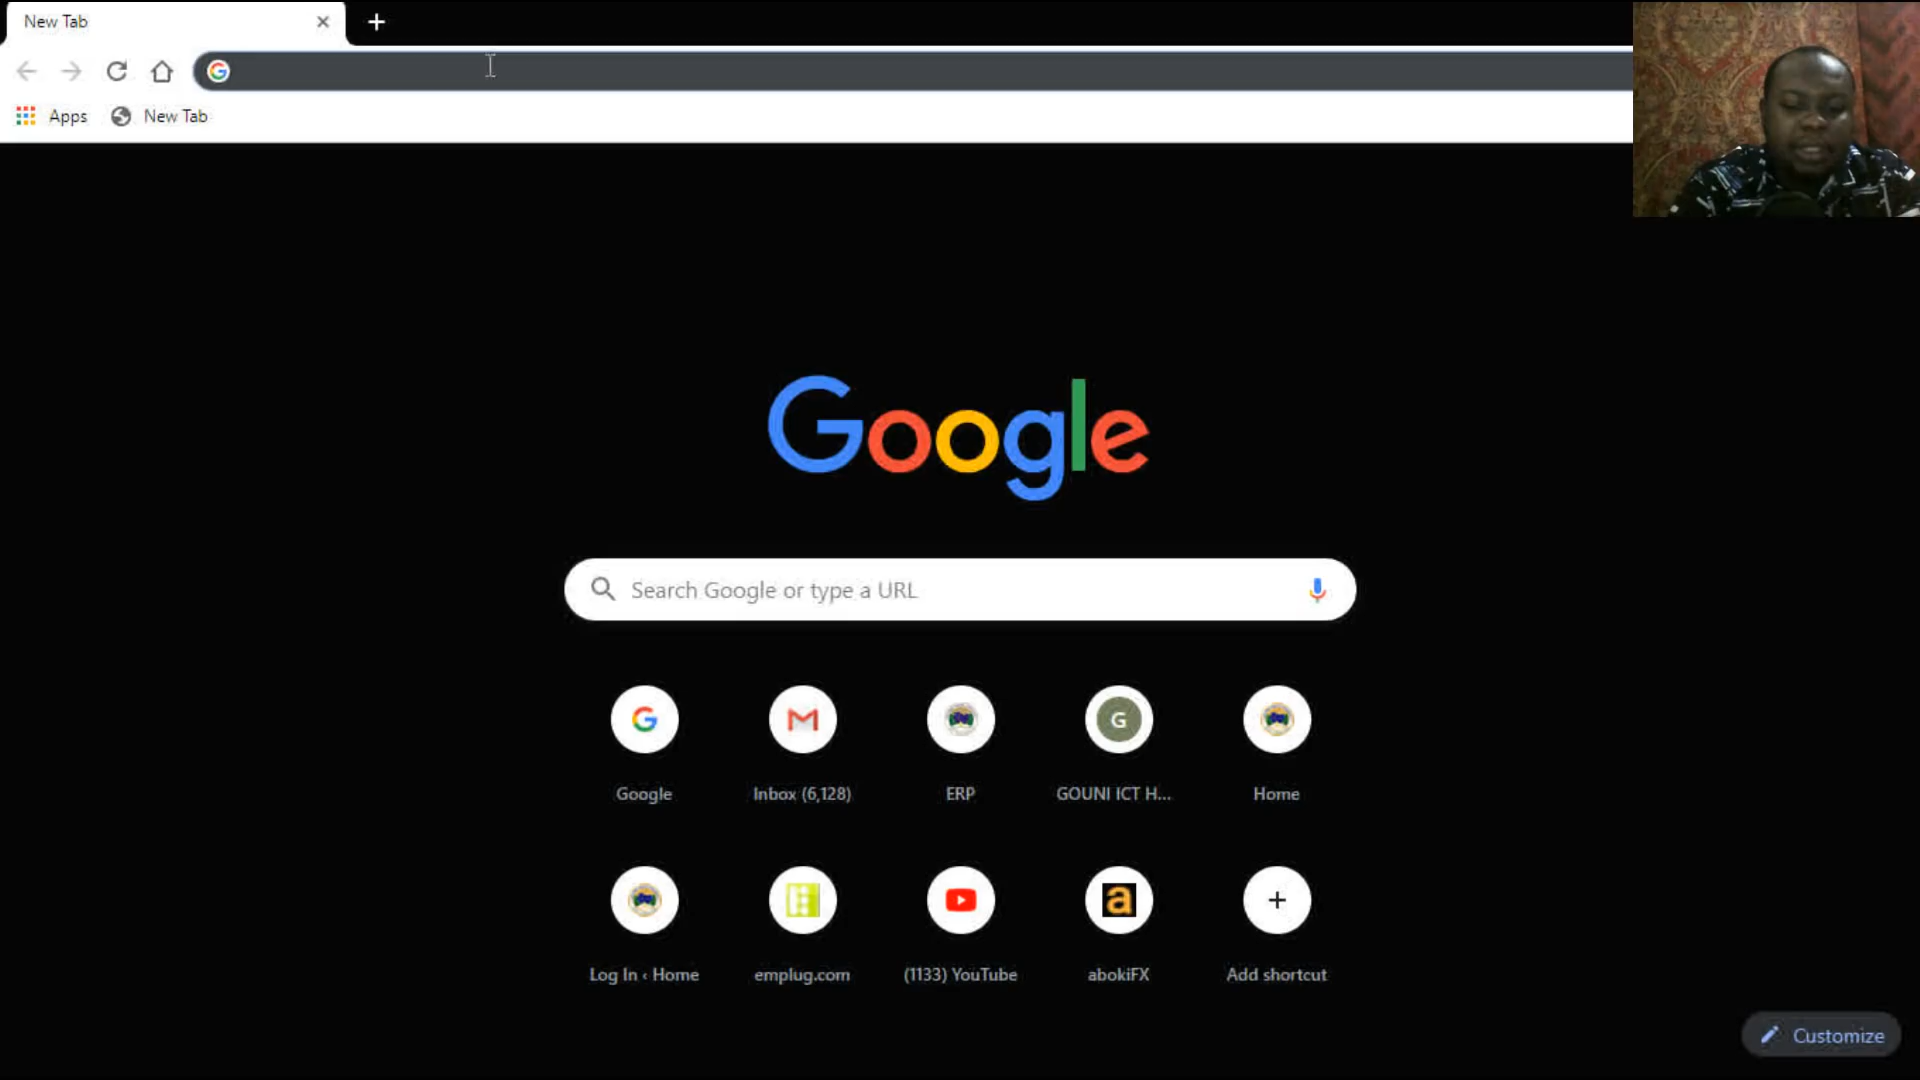 New Tab
Apps
New Tab
Google
Search Google or type a URL
G
Google
Inbox (6,128)
ERP
GOUNI ICT H...
Home
a
Log In ‹ Home
emplug.com
(1133) YouTube
abokiFX
Add shortcut
Customize